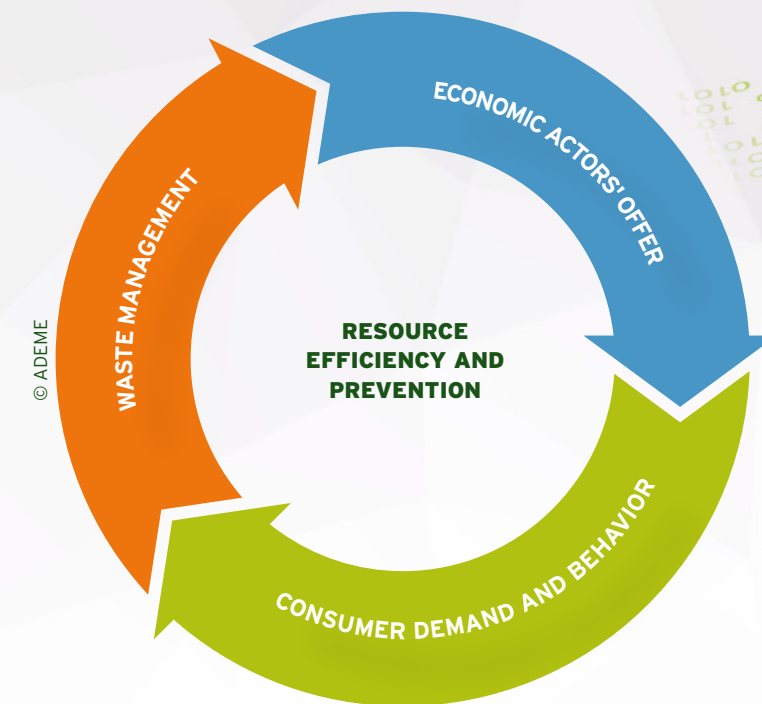 ECONOMIC ACTORS' OFFER
WASTE MANAGEMENT
RESOURCE
EFFICIENCY AND
PREVENTION
© ADEME
CONSUMER DEMAND AND BEHAVIOR